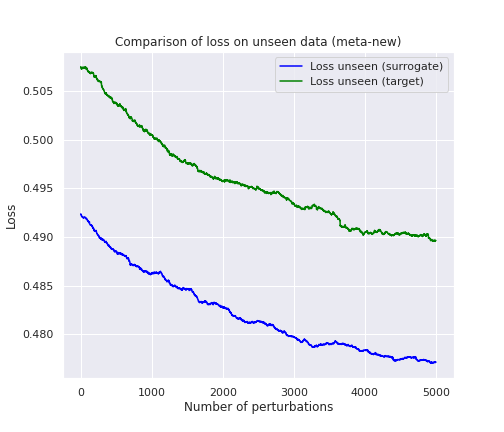 Comparison of loss on unseen data (meta-new)
Loss unseen (surrogate)
Loss unseen (target)
0.505
0.500
0.495
0.490
0.485
0.480
Loss
0 1000 2000 3000 4000 5000
Number of perturbations